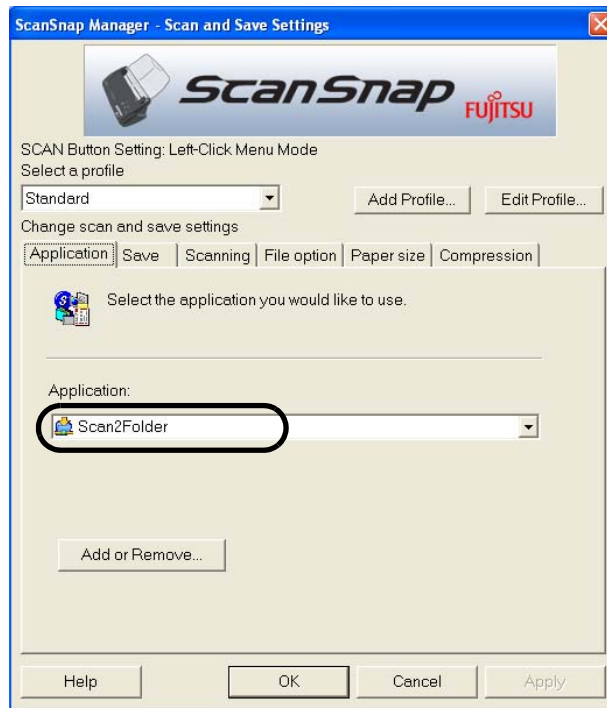 ScanSnap Manager - Scan and Save Settings
ScanSnap
FUJITSU
SCAN Button Setting: Left-Click Menu Mode
Select a profile
Standard Add Profile... Edit Profile...
Change scan and save settings
Application Save Scanning File option Paper size Compression
Select the application you would like to use.
Application:
Scan2Folder
Add or Remove...
Help OK Cancel Apply